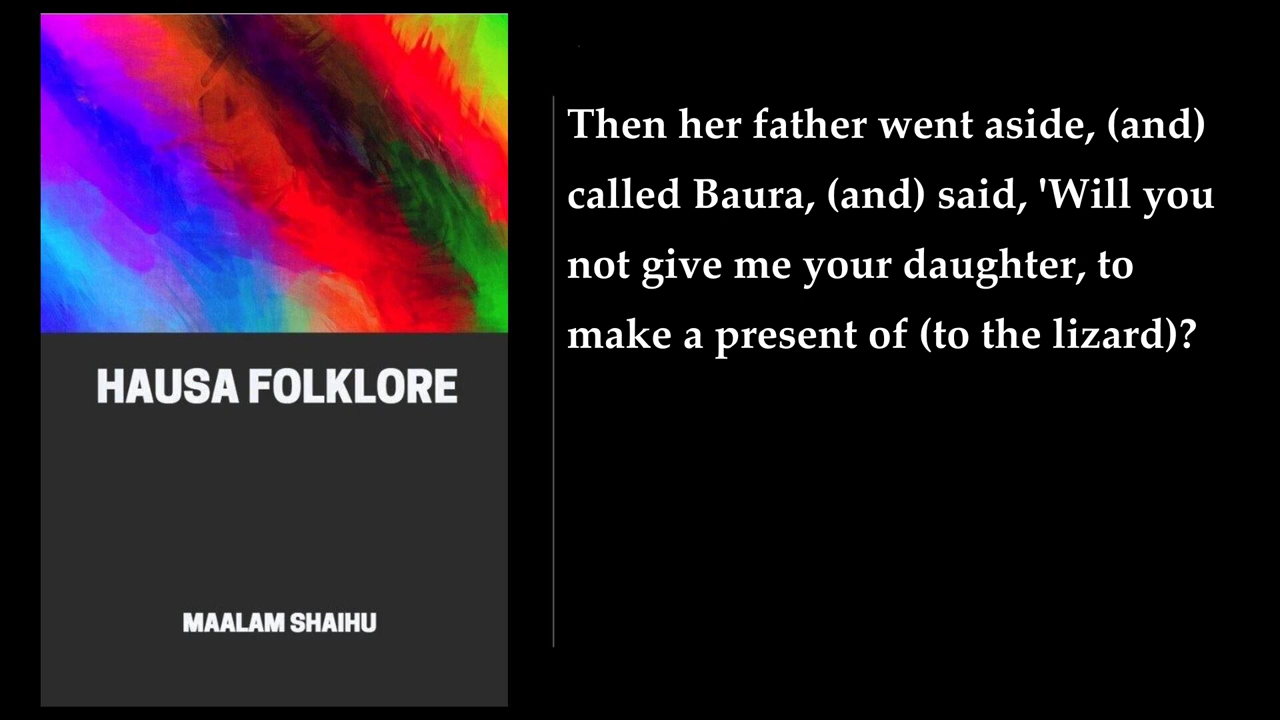 HAUSA FOLKLORE
MAALAM SHAIHU
Then her father went aside, (and)
called Baura, (and) said, 'Will you
not give me your daughter, to
make a present of (to the lizard)?